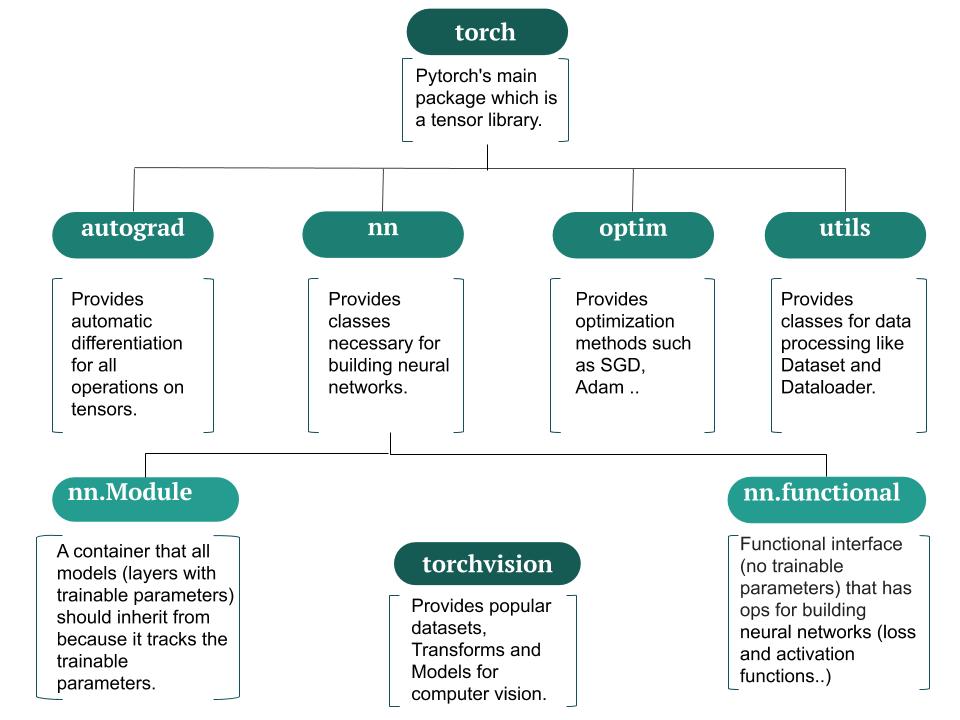 torch
Pytorch's main
package which is
a tensor library.
autograd
Provides
automatic
differentiation
for all
operations on
tensors.
nn
Provides
classes
necessary for
building neural
networks.
optim
Provides
optimization
methods such
as SGD,
Adam ..
utils
Provides
classes for data
processing like
Dataset and
Dataloader.
nn.Module
A container that all
models (layers with
trainable parameters)
should inherit from
because it tracks the
trainable
parameters.
torchvision
Provides popular
datasets,
Transforms and
Models for
computer vision.
nn.functional
Functional interface
(no trainable
parameters) that has
ops for building
neural networks (loss
and activation
functions..)